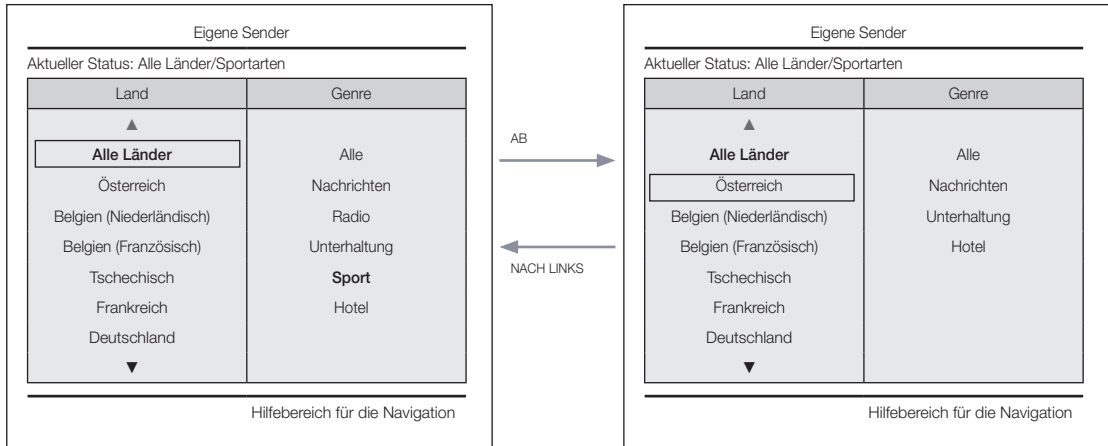 Eigene Sender
Aktueller Status: Alle Länder/Sportarten
Land Genre
▲
Alle Länder Alle
Österreich Nachrichten
Belgien (Niederländisch) Radio
Belgien (Französisch) Unterhaltung
Tschechisch Sport
Frankreich Hotel
Deutschland
▼
Hilfebereich für die Navigation
AB
NACH LINKS
Eigene Sender
Aktueller Status: Alle Länder/Sportarten
Land Genre
▲
Alle Länder Alle
Österreich Nachrichten
Belgien (Niederländisch) Unterhaltung
Belgien (Französisch) Hotel
Tschechisch
Frankreich
Deutschland
▼
Hilfebereich für die Navigation